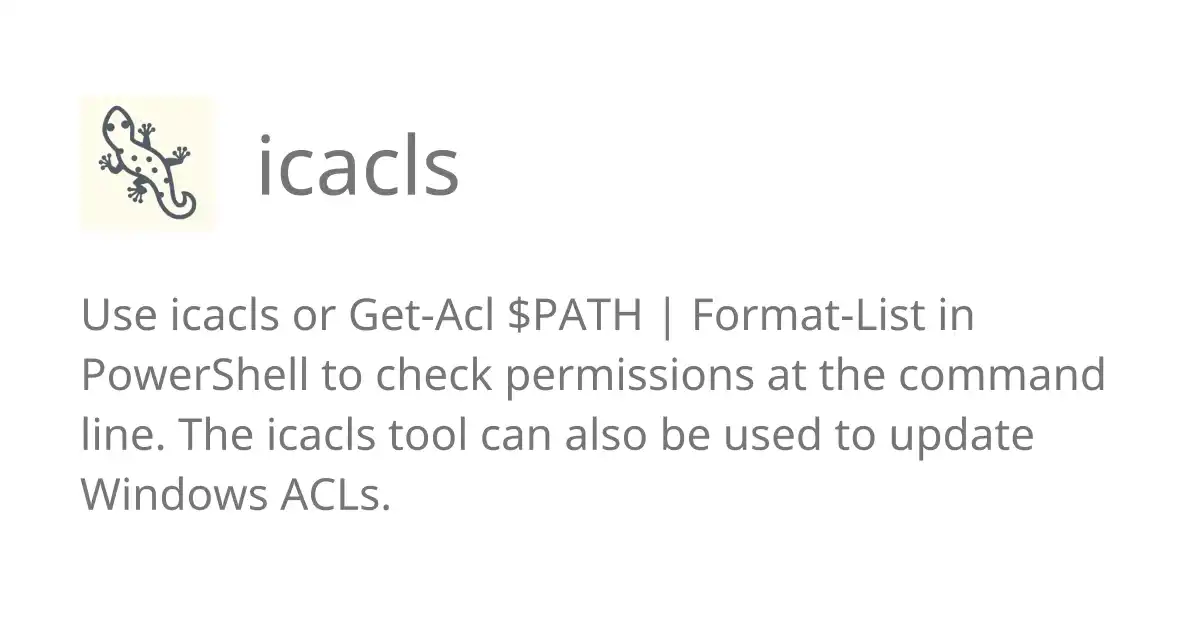 icacls
Use icacls or Get-Acl $PATH | Format-List in
PowerShell to check permissions at the command
line. The icacls tool can also be used to update
Windows ACLs.